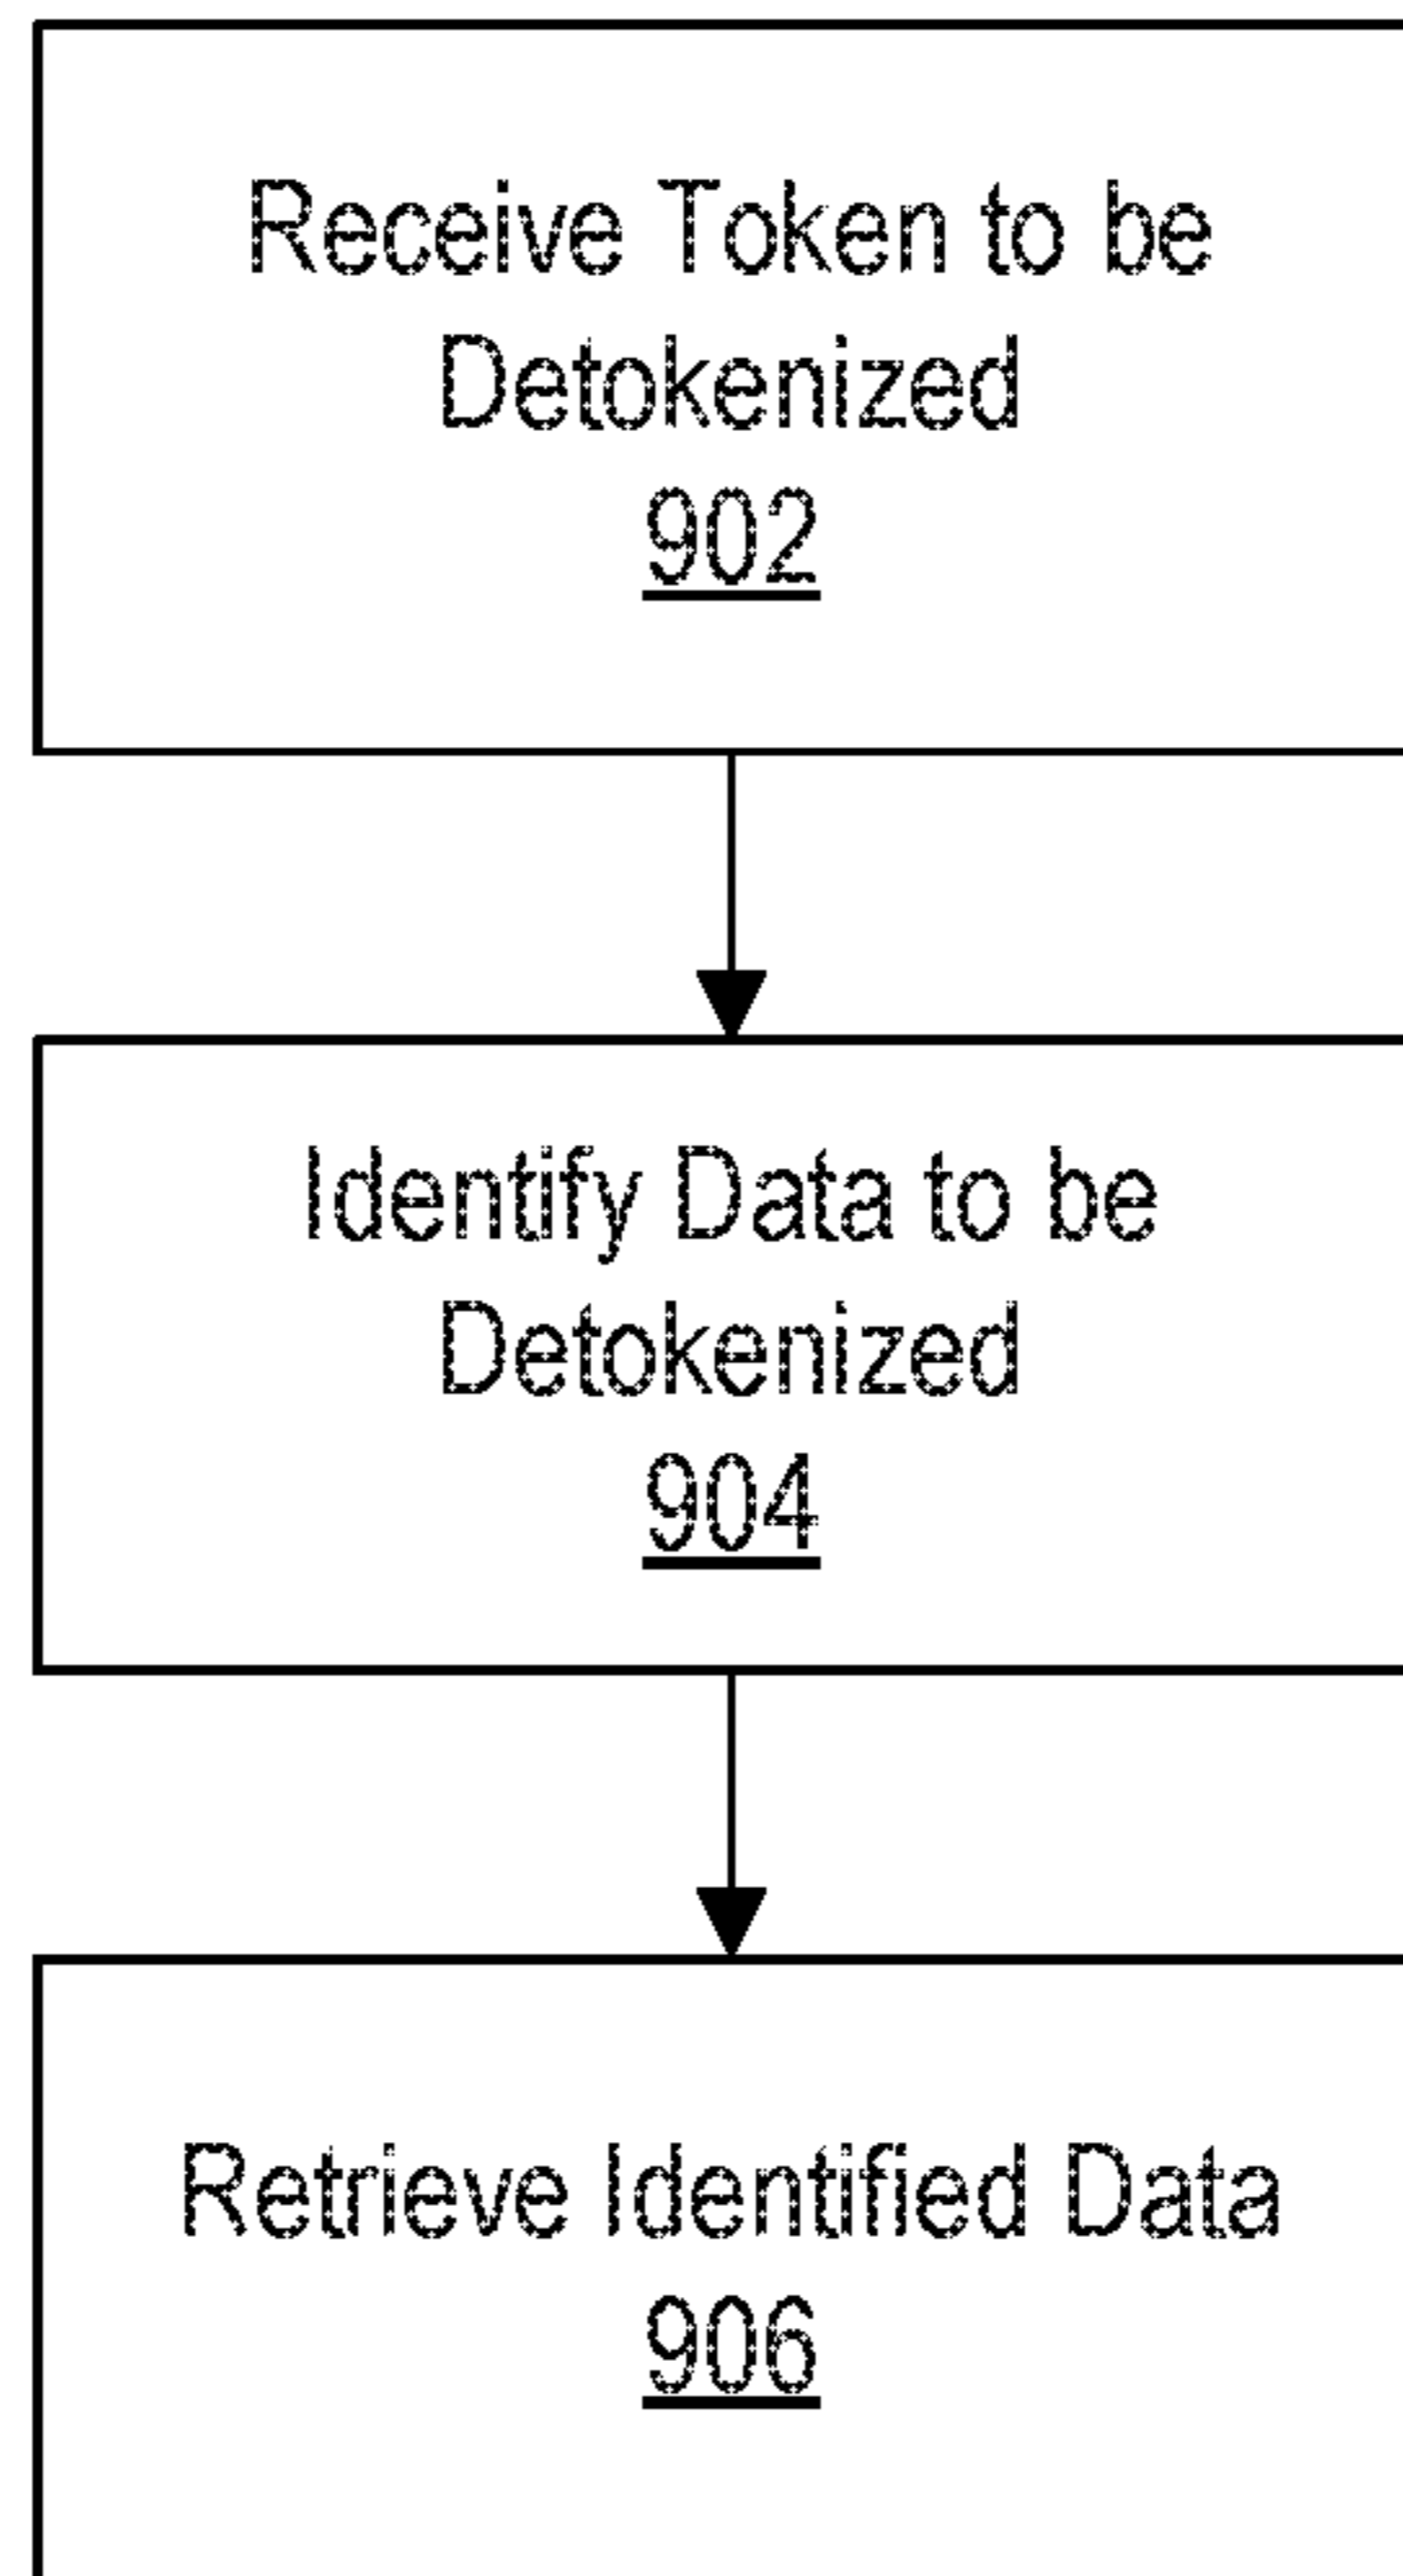 Receive Token to be
Detokenized
902
Identify Data to be
Detokenized
904
Retrieve Identified Data
906